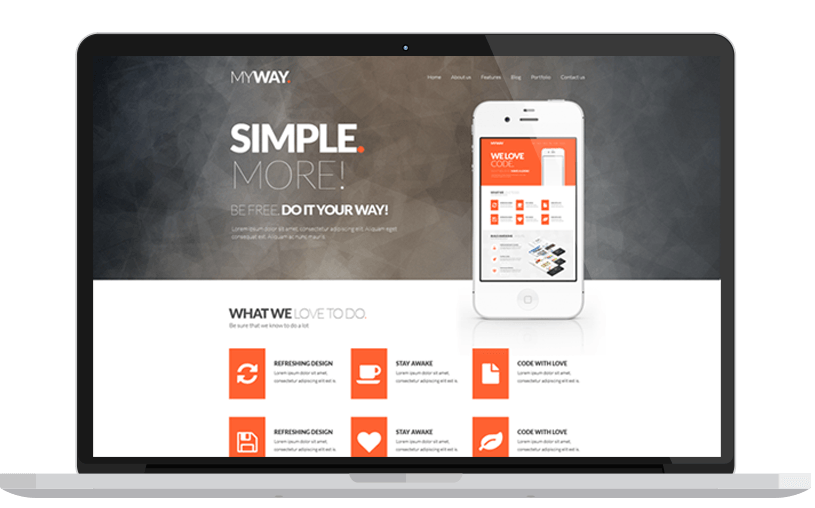 MYWAY.
Home About us Features Blog Portfolio Contact us
SIMPLE.
MORE!
BE FREE. DO IT YOUR WAY!
Lorem ipsum dolor sit amet, consectetur adipiscing elit. Aliquam eget
consequat elit. Aliquam ac nunc mauris
WE LOVE
CODE.
WHAT WE LOVE TO DO.
Be sure that we know to do a lot
REFRESHING DESIGN
Lorem ipsum dolor sit amet,
consectetur adipiscing elit est is.
STAY AWAKE
Lorem ipsum dolor sit amet,
consectetur adipiscing elit est is.
CODE WITH LOVE
Lorem ipsum dolor sit amet,
consectetur adipiscing elit est is.
REFRESHING DESIGN
Lorem ipsum dolor sit amet,
consectetur adipiscing elit est is.
STAY AWAKE
Lorem ipsum dolor sit amet,
consectetur adipiscing elit est is.
CODE WITH LOVE
Lorem ipsum dolor sit amet,
consectetur adipiscing elit est is.